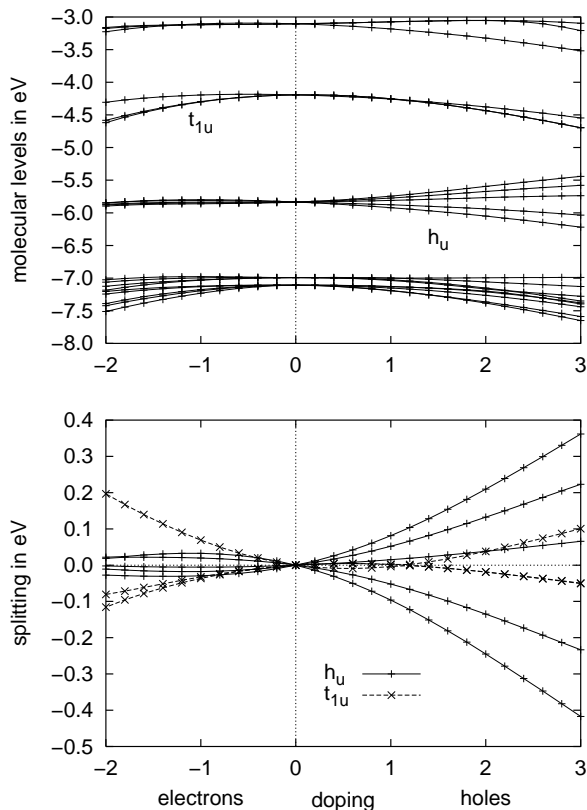 −3.0
−3.5
−4.0
−4.5
−5.0
−5.5
−6.0
−6.5
−7.0
−7.5
−8.0
molecular levels in eV
t1u
hu
−2 −1 0 1 2 3
0.4
0.3
0.2
0.1
0.0
−0.1
−0.2
−0.3
−0.4
−0.5
splitting in eV
hu
t1u
−2 −1 0 1 2 3
electrons doping holes